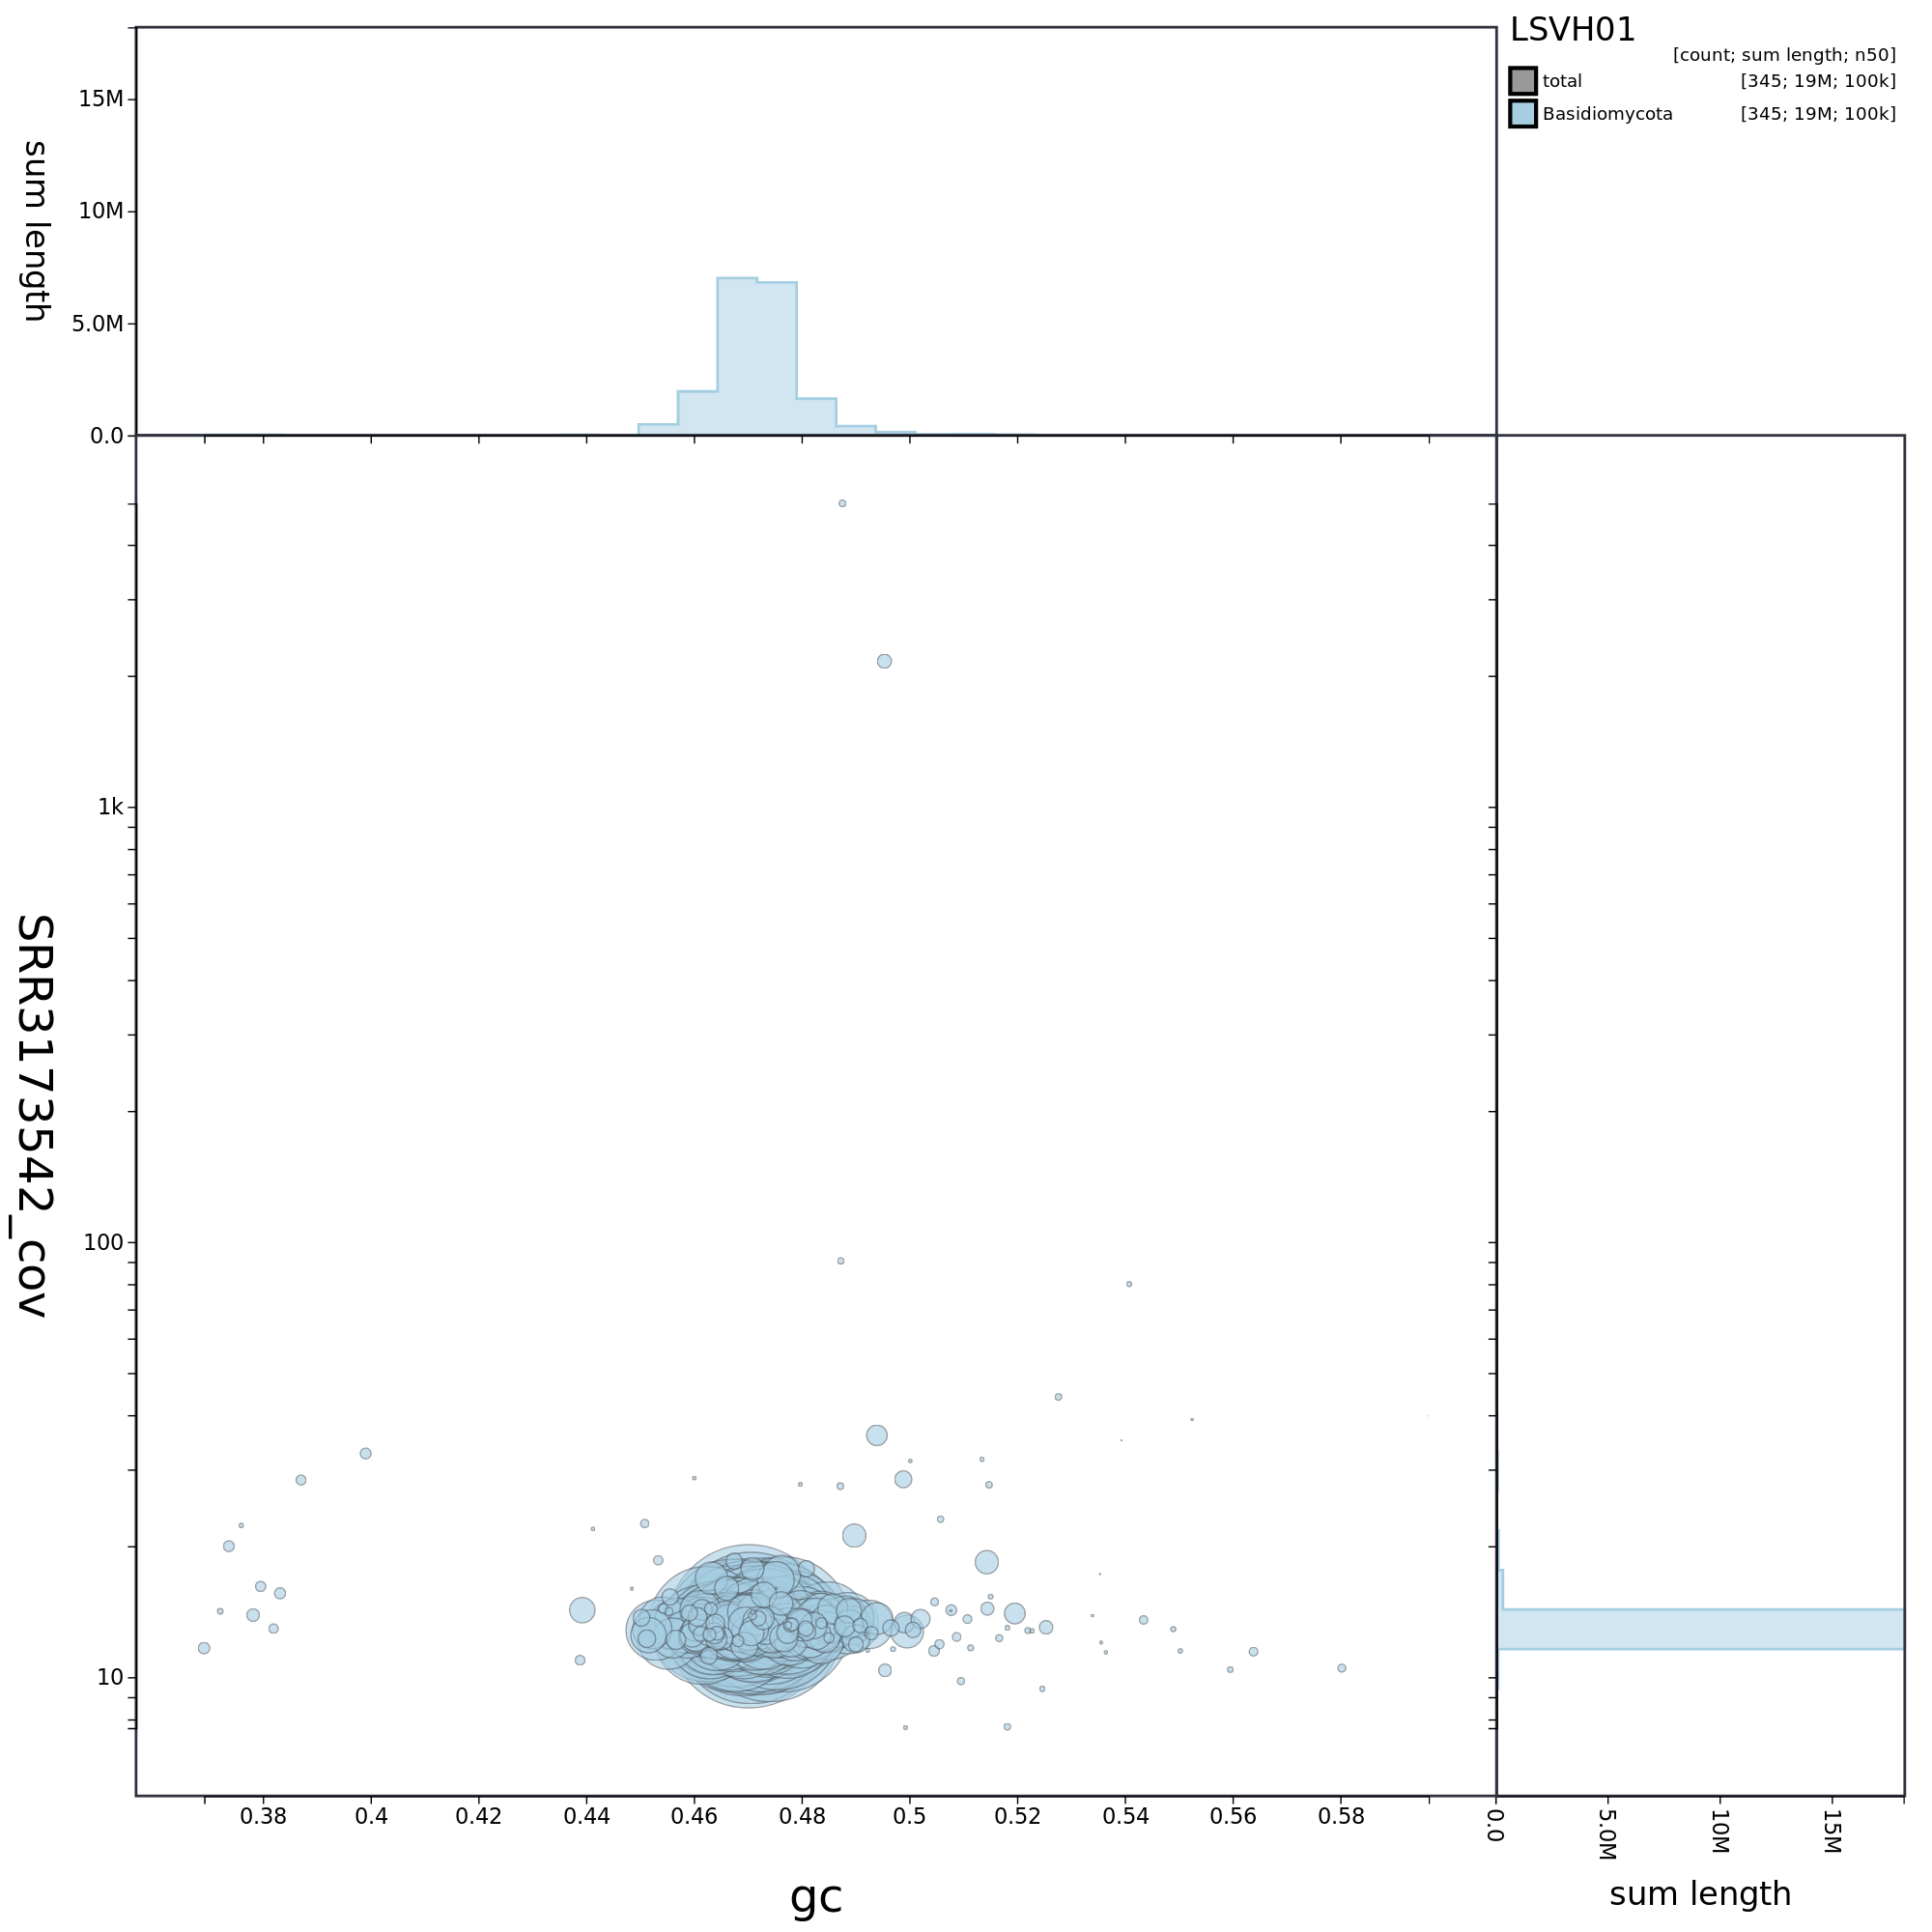 LSVH01
[count; sum length; n50]
total [345; 19M; 100k]
Basidiomycota [345; 19M; 100k]
sum length
15M
10M
5.0M
0.0
SRR3173542_cov
1k
100
10
0.38 0.4 0.42 0.44 0.46 0.48 0.5 0.52 0.54 0.56 0.58
gc
0.0 5.0M 10M 15M
sum length